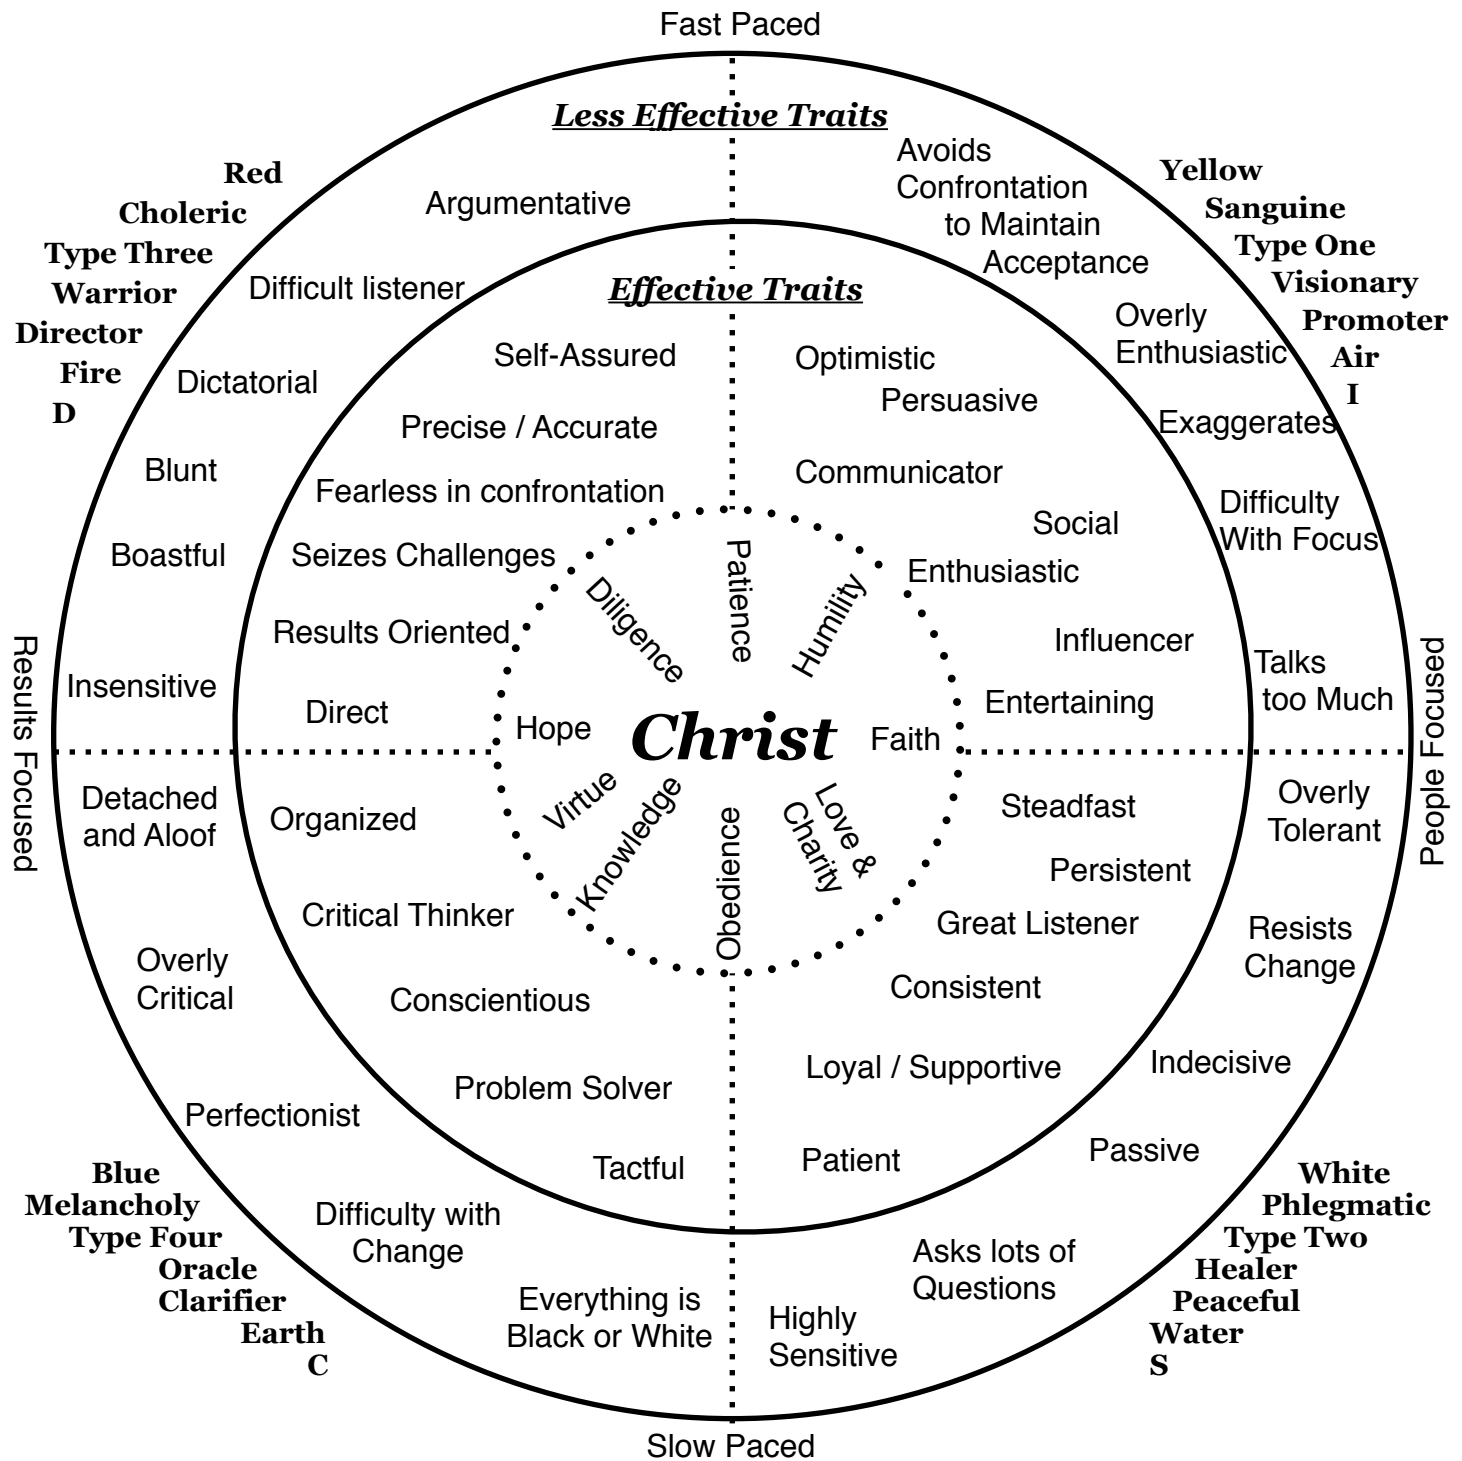 Fast Paced
Less Effective Traits
Red
Choleric
Type Three
Warrior
Director
Fire
D
Yellow
Sanguine
Type One
Visionary
Promoter
Air
I
Argumentative
Difficult listener
Dictatorial
Blunt
Boastful
Insensitive
Avoids
Confrontation
to Maintain
Acceptance
Overly
Enthusiastic
Exaggerates
Difficulty
With Focus
Talks
too Much
Effective Traits
Self-Assured
Precise / Accurate
Fearless in confrontation
Seizes Challenges
Results Oriented
Direct
Optimistic
Persuasive
Communicator
Social
Enthusiastic
Influencer
Entertaining
Results Focused
People Focused
Diligence
Patience
Humility
Hope
Christ
Faith
Virtue
Knowledge
Obedience
Love &
Charity
Organized
Critical Thinker
Conscientious
Problem Solver
Tactful
Steadfast
Persistent
Great Listener
Consistent
Loyal / Supportive
Patient
Detached
and Aloof
Overly
Critical
Perfectionist
Difficulty with
Change
Everything is
Black or White
Overly
Tolerant
Resists
Change
Indecisive
Passive
Asks lots of
Questions
Highly
Sensitive
Blue
Melancholy
Type Four
Oracle
Clarifier
Earth
C
White
Phlegmatic
Type Two
Healer
Peaceful
Water
S
Slow Paced